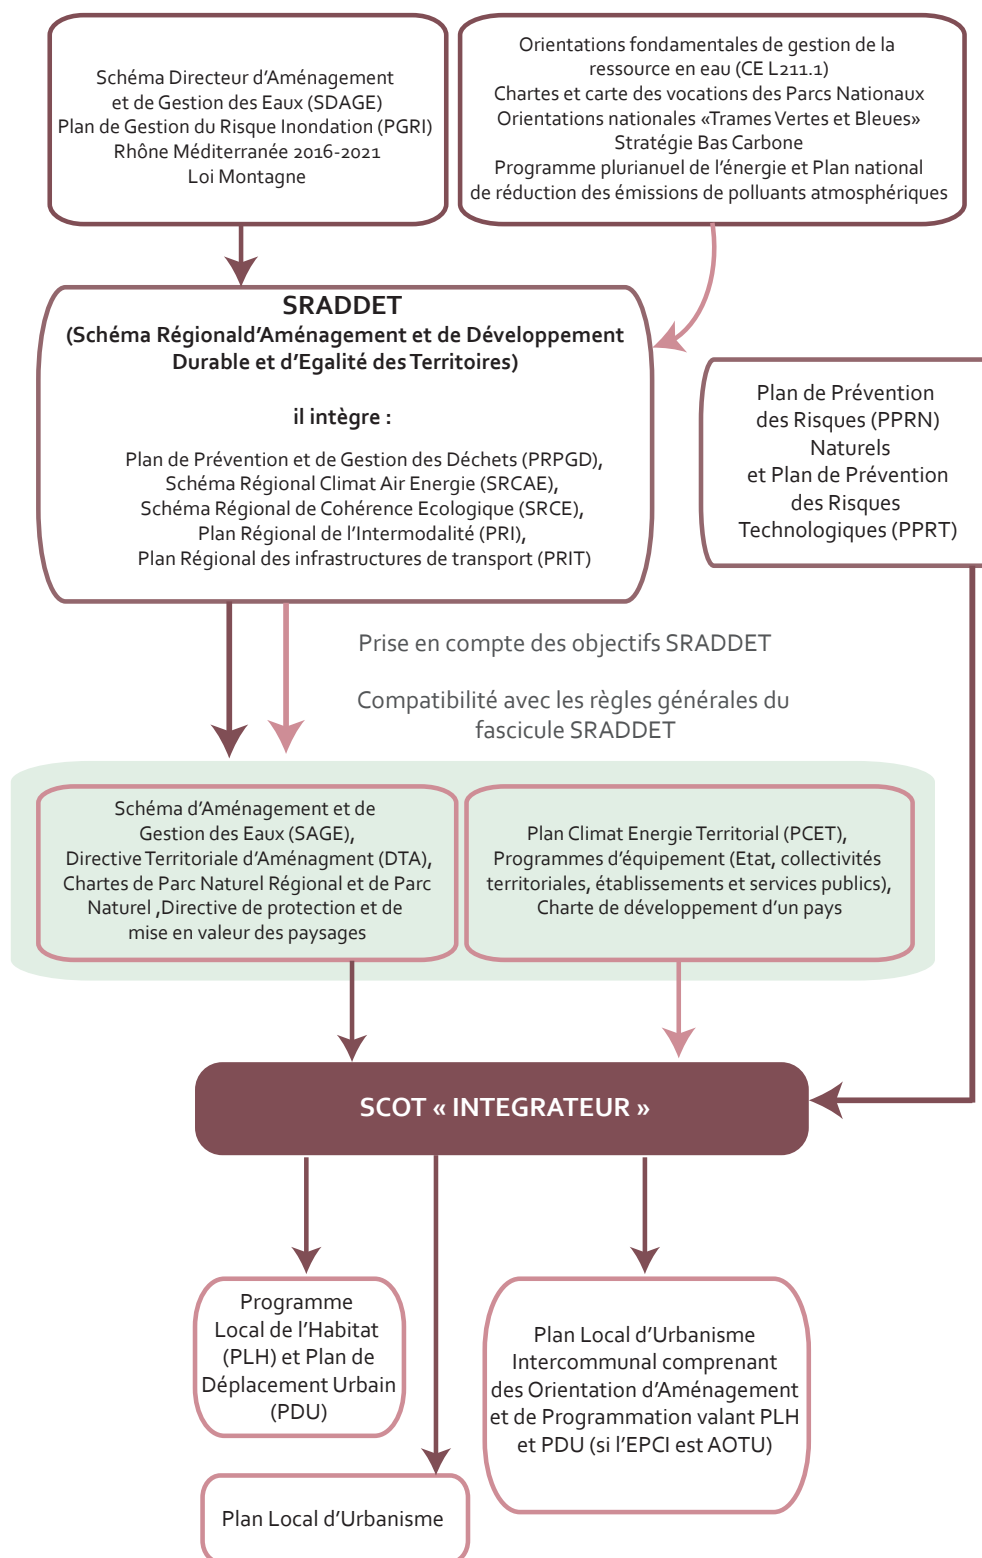 Schéma Directeur d’Aménagement
et de Gestion des Eaux (SDAGE)
Plan de Gestion du Risque Inondation (PGRI)
Rhône Méditerranée 2016-2021
Loi Montagne
Orientations fondamentales de gestion de la
ressource en eau (CE L211.1)
Chartes et carte des vocations des Parcs Nationaux
Orientations nationales «Trames Vertes et Bleues»
Stratégie Bas Carbone
Programme plurianuel de l’énergie et Plan national
de réduction des émissions de polluants atmosphériques
SRADDET
(Schéma Régionald’Aménagement et de Développement
Durable et d’Egalité des Territoires)
il intègre :
Plan de Prévention et de Gestion des Déchets (PRPGD),
Schéma Régional Climat Air Energie (SRCAE),
Schéma Régional de Cohérence Ecologique (SRCE),
Plan Régional de l’Intermodalité (PRI),
Plan Régional des infrastructures de transport (PRIT)
Plan de Prévention
des Risques (PPRN)
Naturels
et Plan de Prévention
des Risques
Technologiques (PPRT)
Prise en compte des objectifs SRADDET
Compatibilité avec les règles générales du
fascicule SRADDET
Schéma d’Aménagement et de
Gestion des Eaux (SAGE),
Directive Territoriale d’Aménagment (DTA),
Chartes de Parc Naturel Régional et de Parc
Naturel ,Directive de protection et de
mise en valeur des paysages
Plan Climat Energie Territorial (PCET),
Programmes d’équipement (Etat, collectivités
territoriales, établissements et services publics),
Charte de développement d’un pays
SCOT « INTEGRATEUR »
Programme
Local de l’Habitat
(PLH) et Plan de
Déplacement Urbain
(PDU)
Plan Local d’Urbanisme
Intercommunal comprenant
des Orientation d’Aménagement
et de Programmation valant PLH
et PDU (si l’EPCI est AOTU)
Plan Local d’Urbanisme